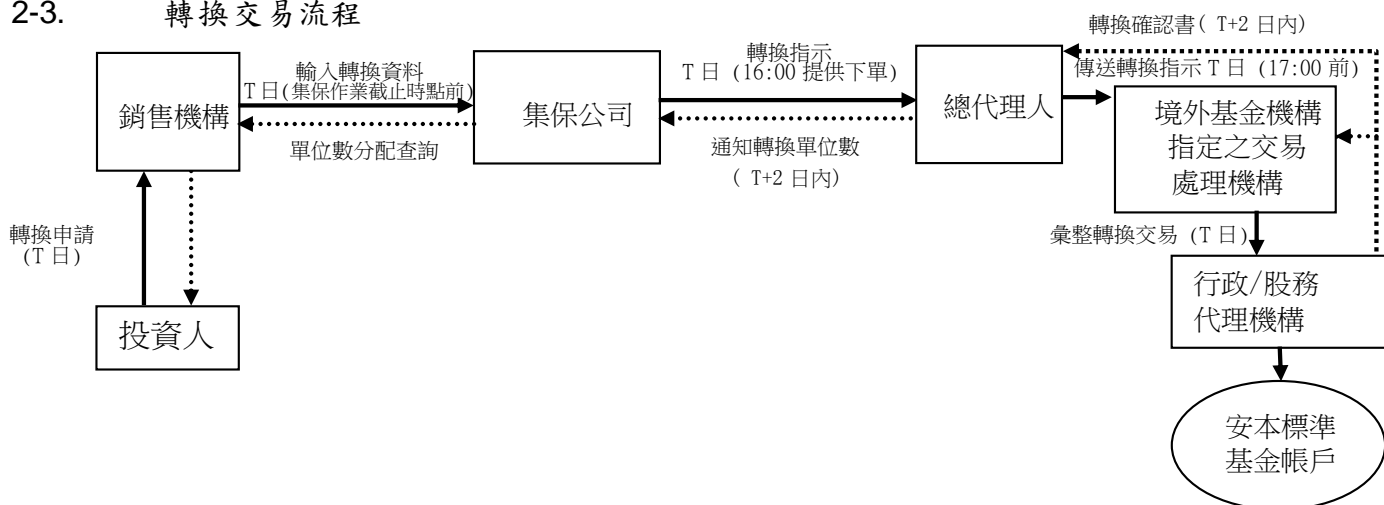 2-3. 轉換交易流程
轉換確認書( T+2 日內)
輸入轉換資料
T 日(集保作業截止時點前)
轉換指示
T 日 (16:00 提供下單)
傳送轉換指示 T 日 (17:00 前)
銷售機構
集保公司
總代理人
境外基金機構
指定之交易
處理機構
單位數分配查詢
通知轉換單位數
( T+2 日內)
轉換申請
(T 日)
彙整轉換交易 (T 日)
投資人
行政/股務
代理機構
安本標準
基金帳戶